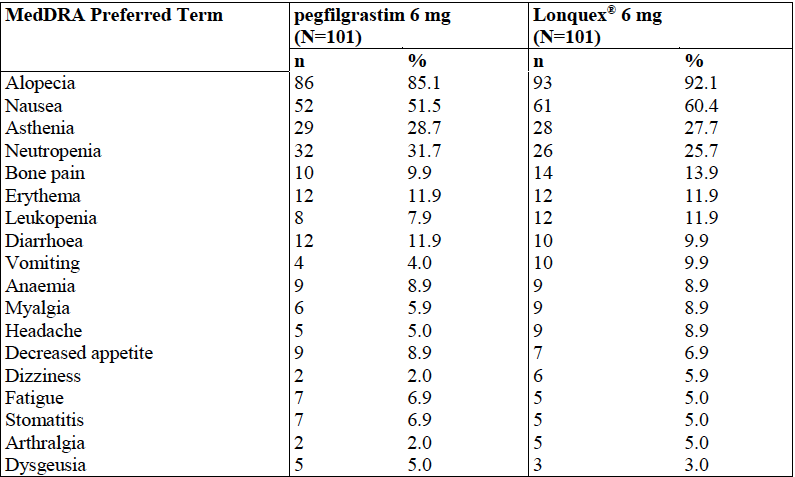 MedDRA Preferred Term pegfilgrastim 6 mg Lonquex® 6 mg
(N=101) (N=101)
n % n %
Alopecia 86 85.1 93 92.1
Nausea 52 51.5 61 60.4
Asthenia 29 28.7 28 27.7
Neutropenia 32 31.7 26 25.7
Bone pain 10 9.9 14 13.9
Erythema 12 11.9 12 11.9
Leukopenia 8 7.9 12 11.9
Diarrhoea 12 11.9 10 9.9
Vomiting 4 4.0 10 9.9
Anaemia 9 8.9 9 8.9
Myalgia 6 5.9 9 8.9
Headache 5 5.0 9 8.9
Decreased appetite 9 8.9 7 6.9
Dizziness 2 2.0 6 5.9
Fatigue 7 6.9 5 5.0
Stomatitis 7 6.9 5 5.0
Arthralgia 2 2.0 5 5.0
Dysgeusia 5 5.0 3 3.0